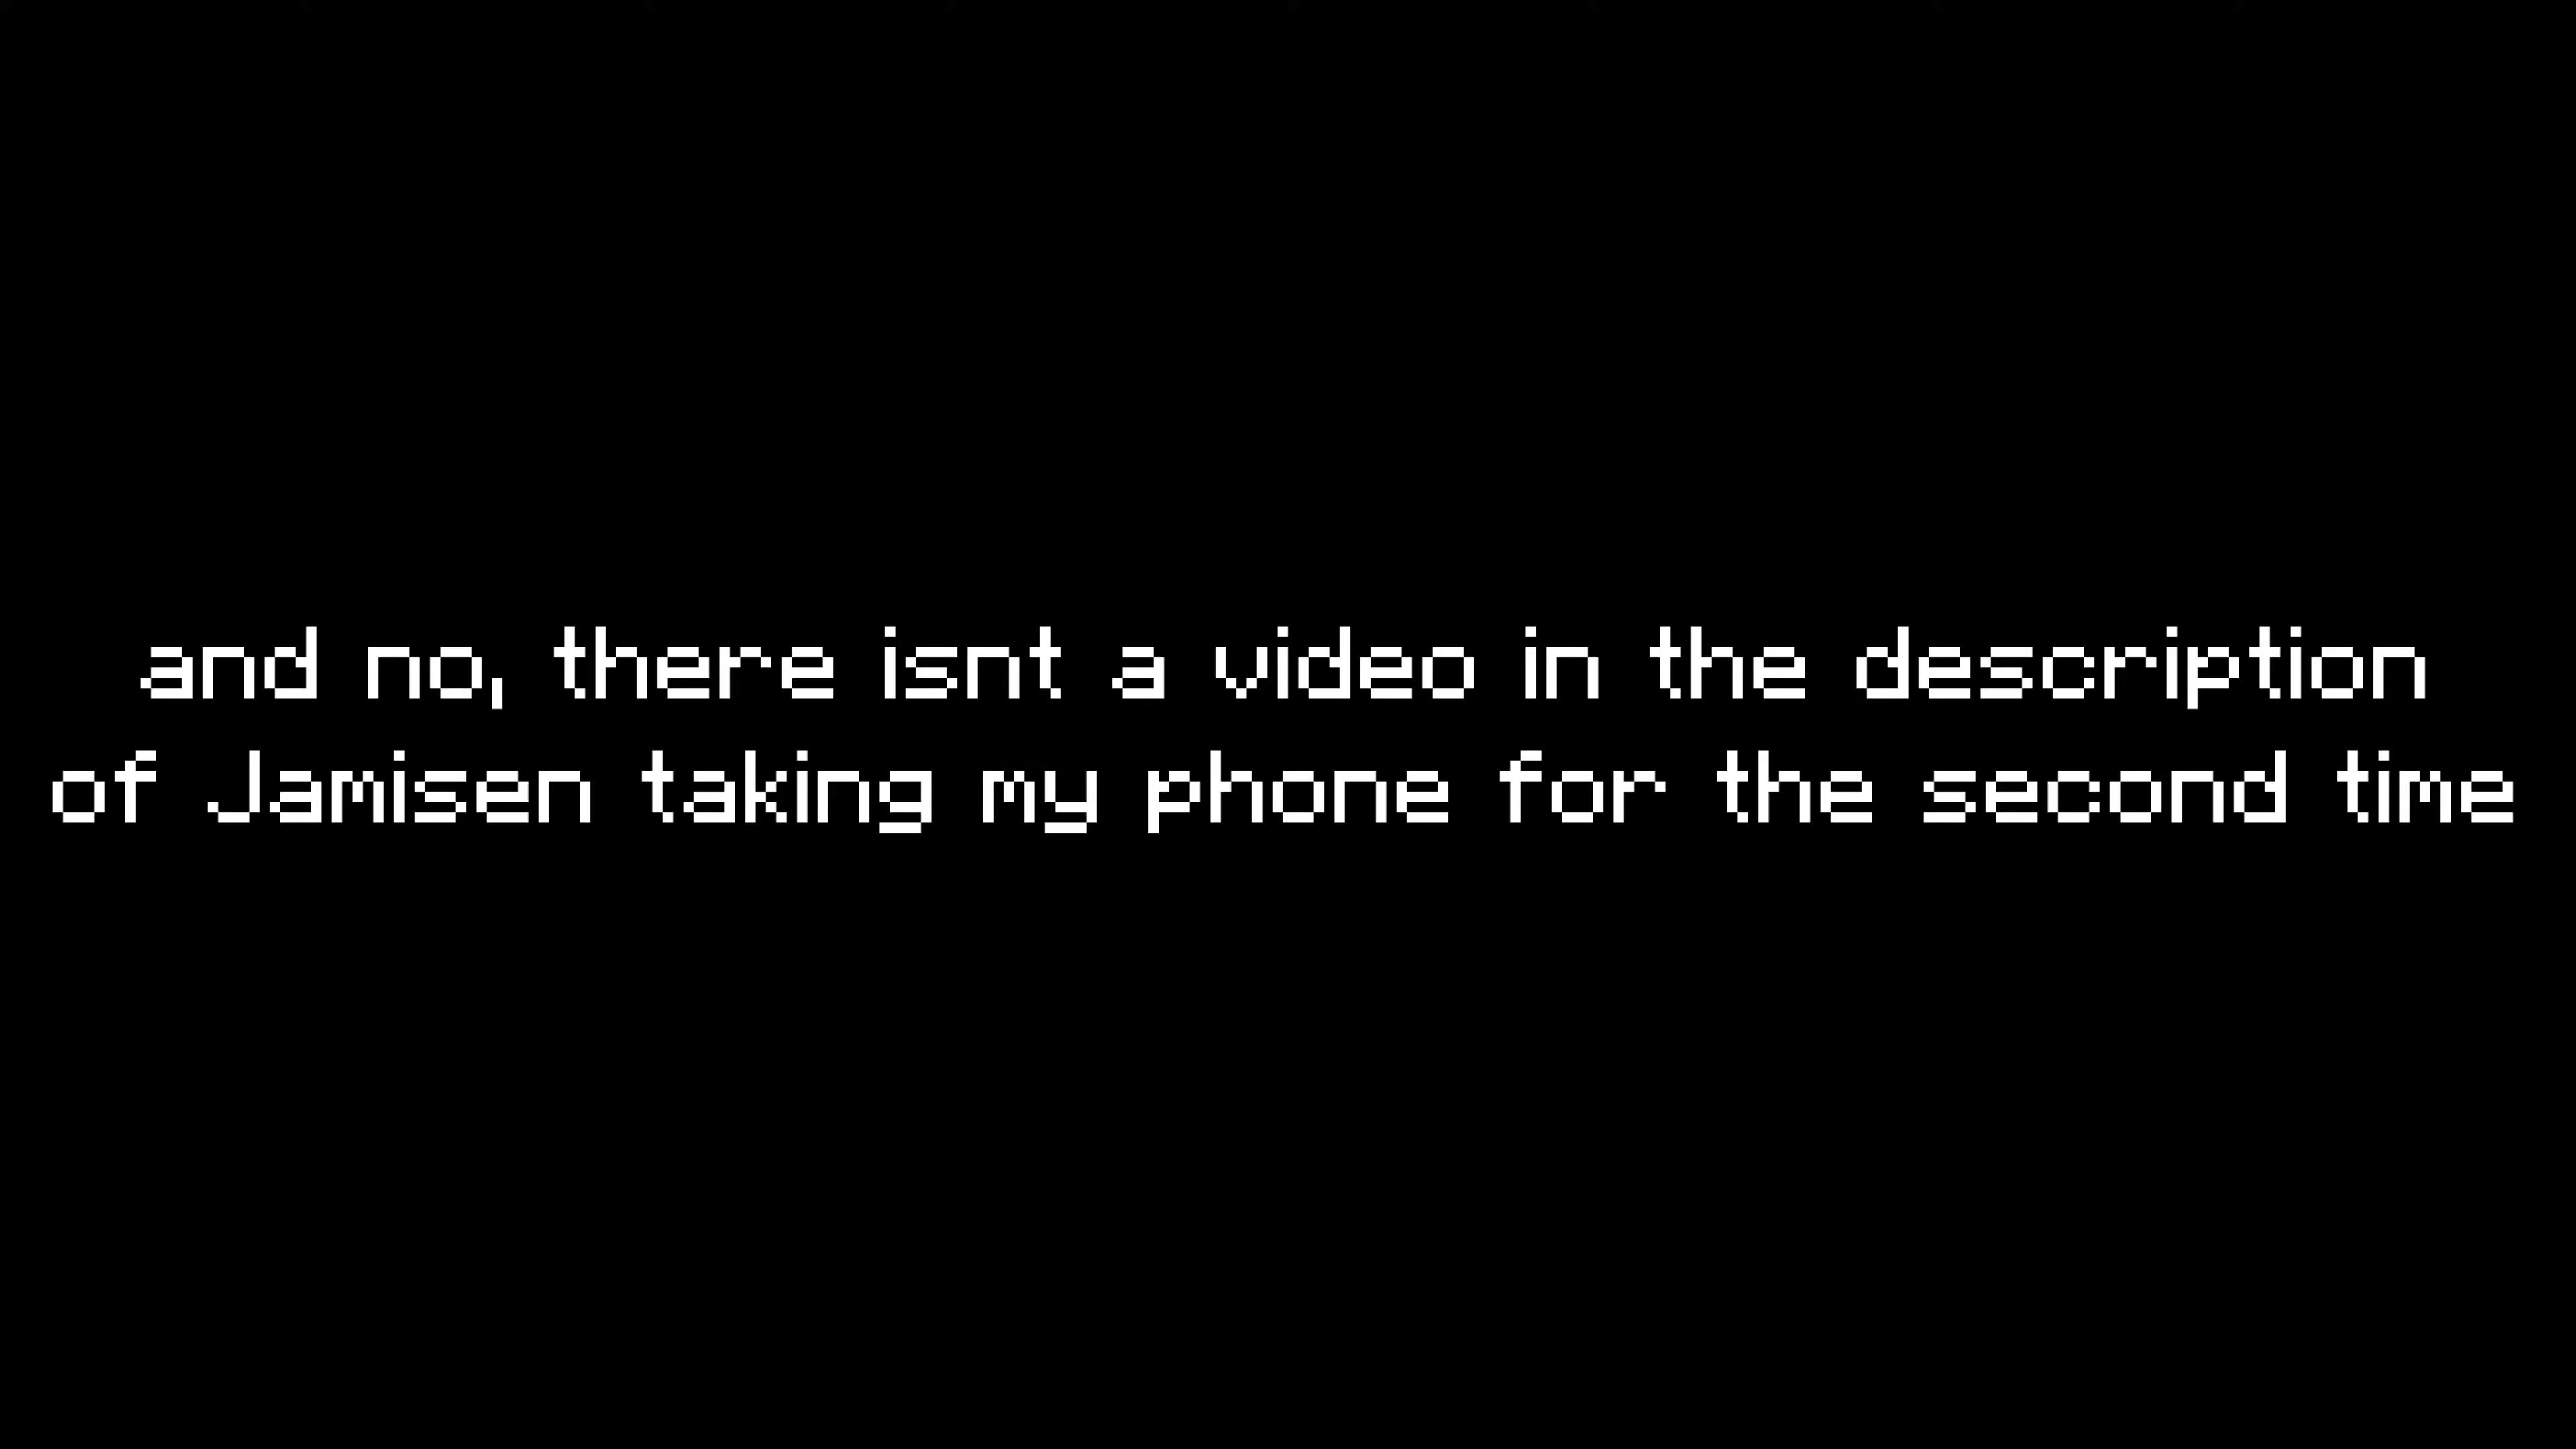 and no, there isnt a video in the description
of Jamisen taking my phone for the second time